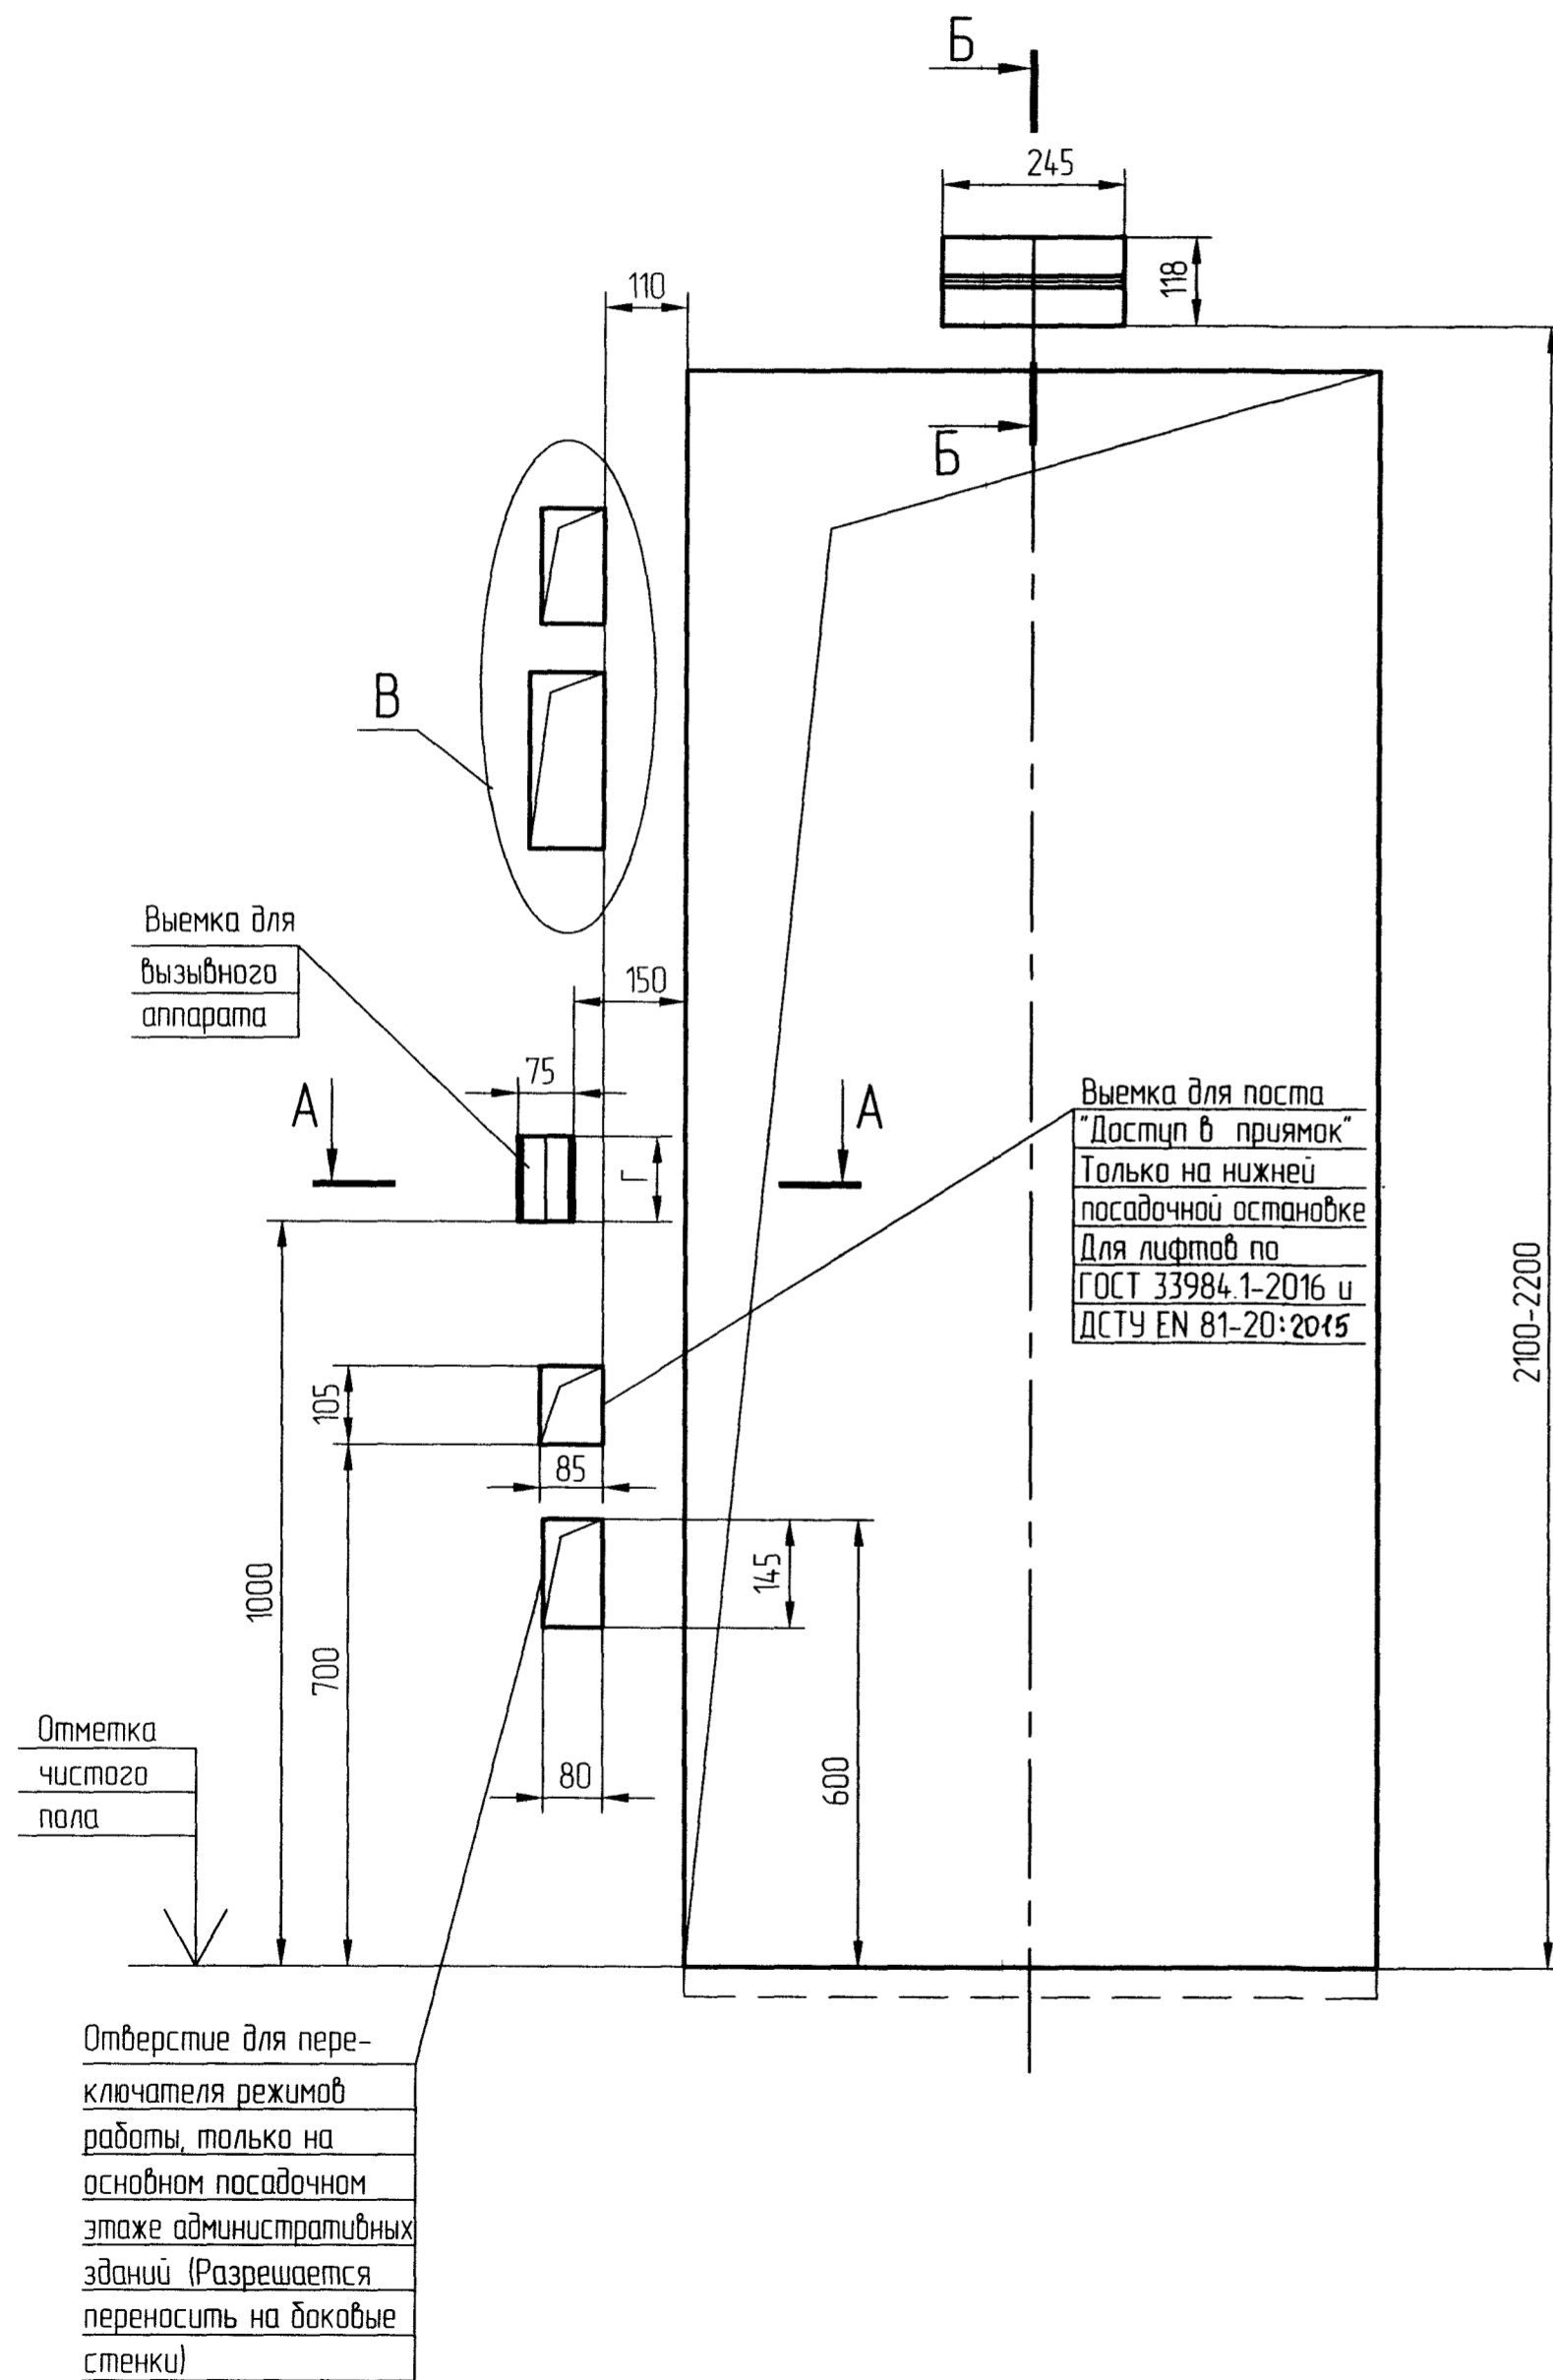 Б
245
118
110
Б
В
Выемка для
вызывного
аппарата
150
75
А
А
Г
Выемка для поста
"Доступ в приямок"
Только на нижней
посадочной остановке
Для лифтов по
ГОСТ 33984.1-2016 и
ДСТУ EN 81-20:2015
2100-2200
105
85
1000
145
700
600
80
Отметка
чистого
пола
Отверстие для пере-
ключателя режимов
работы, только на
основном посадочном
этаже административных
зданий (Разрешается
переносить на боковые
стенки)